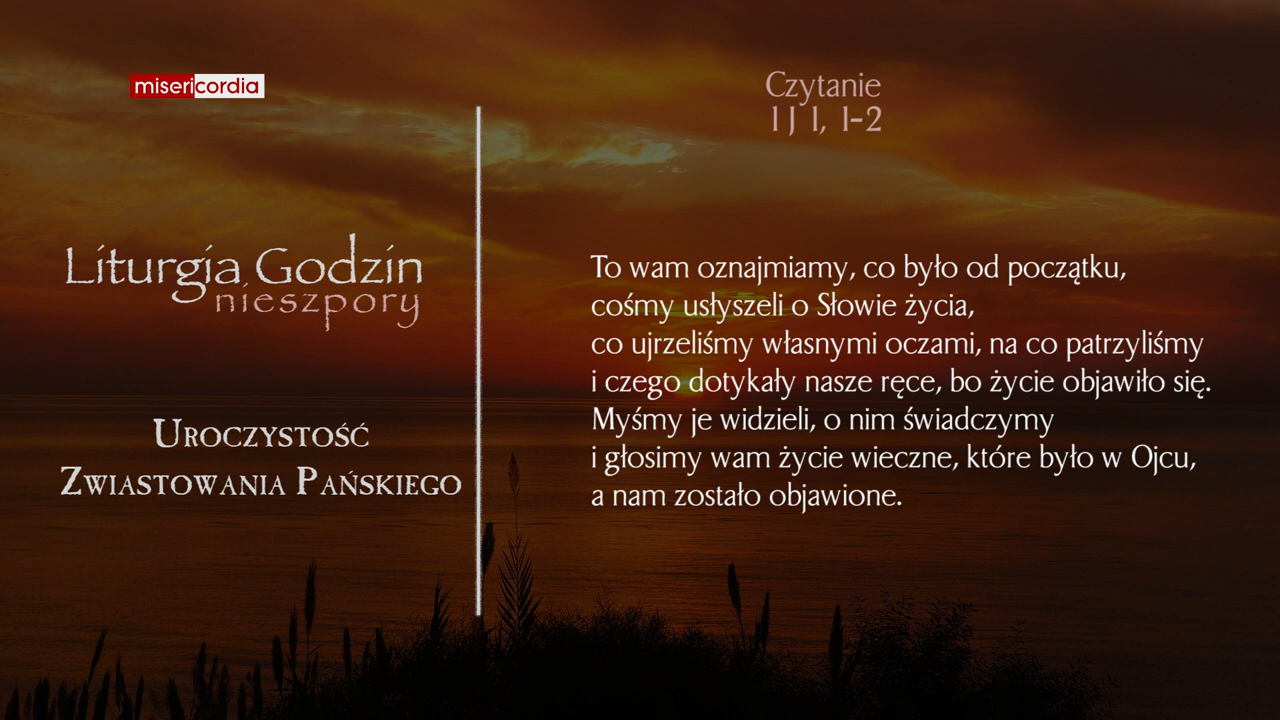 misericordia
Liturgia Godzin
nieszpory
Uroczystość
Zwiastowania Pańskiego
Czytanie
1 J 1, 1-2
To wam oznajmiamy, co było od początku,
cośmy usłyszeli o Słowie życia,
co ujrzeliśmy własnymi oczami, na co patrzyliśmy
i czego dotykały nasze ręce, bo życie objawiło się.
Myśmy je widzieli, o nim świadczymy
i głosimy wam życie wieczne, które było w Ojcu,
a nam zostało objawione.